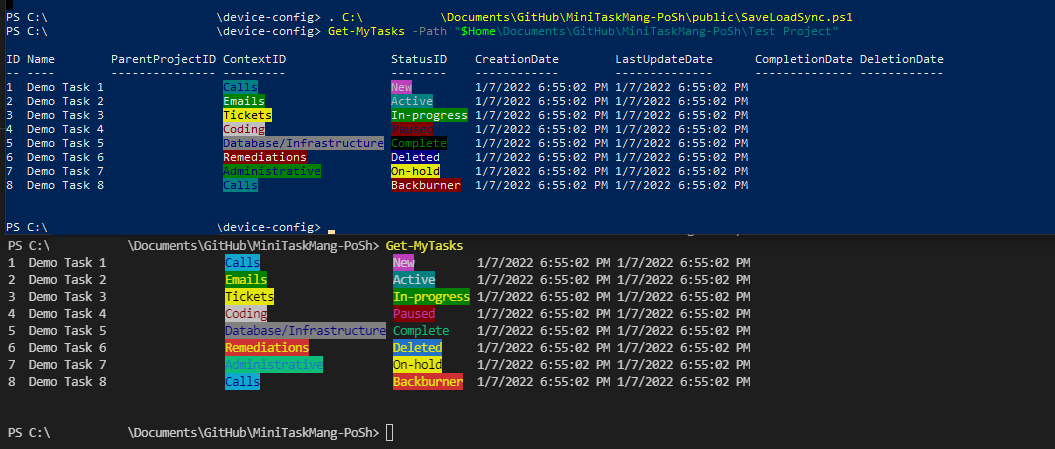 PS C:\ \device-config> . C:\ \Documents\GitHub\MiniTaskMang-PoSh\public\SaveLoadSync.ps1
PS C:\ \device-config> Get-MyTasks -Path "$Home\Documents\GitHub\MiniTaskMang-PoSh\Test Project"
ID Name ParentProjectID ContextID StatusID CreationDate LastUpdateDate CompletionDate DeletionDate
-- ---- --------------- --------- -------- ------------ -------------- -------------- ------------
1 Demo Task 1 Calls New 1/7/2022 6:55:02 PM 1/7/2022 6:55:02 PM
2 Demo Task 2 Emails Active 1/7/2022 6:55:02 PM 1/7/2022 6:55:02 PM
3 Demo Task 3 Tickets In-progress 1/7/2022 6:55:02 PM 1/7/2022 6:55:02 PM
4 Demo Task 4 Coding Paused 1/7/2022 6:55:02 PM 1/7/2022 6:55:02 PM
5 Demo Task 5 Database/Infrastructure Complete 1/7/2022 6:55:02 PM 1/7/2022 6:55:02 PM
6 Demo Task 6 Remediations Deleted 1/7/2022 6:55:02 PM 1/7/2022 6:55:02 PM
7 Demo Task 7 Administrative On-hold 1/7/2022 6:55:02 PM 1/7/2022 6:55:02 PM
8 Demo Task 8 Calls Backburner 1/7/2022 6:55:02 PM 1/7/2022 6:55:02 PM
PS C:\ \device-config>
PS C:\ \Documents\GitHub\MiniTaskMang-PoSh> Get-MyTasks
1 Demo Task 1 Calls New 1/7/2022 6:55:02 PM 1/7/2022 6:55:02 PM
2 Demo Task 2 Emails Active 1/7/2022 6:55:02 PM 1/7/2022 6:55:02 PM
3 Demo Task 3 Tickets In-progress 1/7/2022 6:55:02 PM 1/7/2022 6:55:02 PM
4 Demo Task 4 Coding Paused 1/7/2022 6:55:02 PM 1/7/2022 6:55:02 PM
5 Demo Task 5 Database/Infrastructure Complete 1/7/2022 6:55:02 PM 1/7/2022 6:55:02 PM
6 Demo Task 6 Remediations Deleted 1/7/2022 6:55:02 PM 1/7/2022 6:55:02 PM
7 Demo Task 7 Administrative On-hold 1/7/2022 6:55:02 PM 1/7/2022 6:55:02 PM
8 Demo Task 8 Calls Backburner 1/7/2022 6:55:02 PM 1/7/2022 6:55:02 PM
PS C:\ \Documents\GitHub\MiniTaskMang-PoSh>